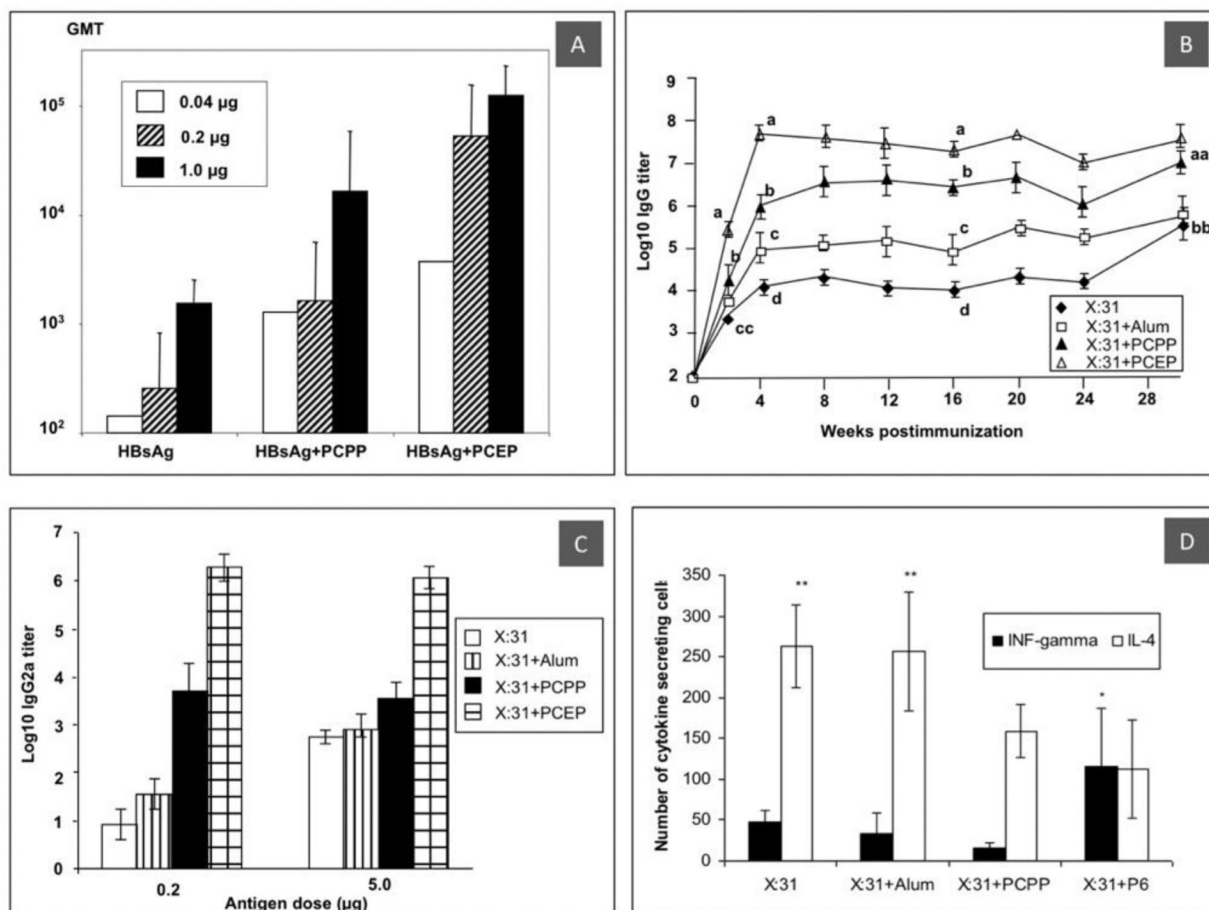 GMT
A
0.04 µg
0.2 µg
1.0 µg
10⁵
10⁴
10³
10²
HBsAg
HBsAg+PCPP
HBsAg+PCEP
B
Log10 IgG titer
9
8
7
6
5
4
3
2
a
a
a
b
b
b
c
c
d
d
cc
aa
bb
X:31
X:31+Alum
X:31+PCPP
X:31+PCEP
0 4 8 12 16 20 24 28
Weeks postimmunization
C
Log10 IgG2a titer
7
6
5
4
3
2
1
0
X:31
X:31+Alum
X:31+PCPP
X:31+PCEP
0.2 5.0
Antigen dose (µg)
D
Number of cytokine secreting cell
350
300
250
200
150
100
50
0
** ** *
INF-gamma IL-4
X:31 X:31+Alum X:31+PCPP X:31+P6